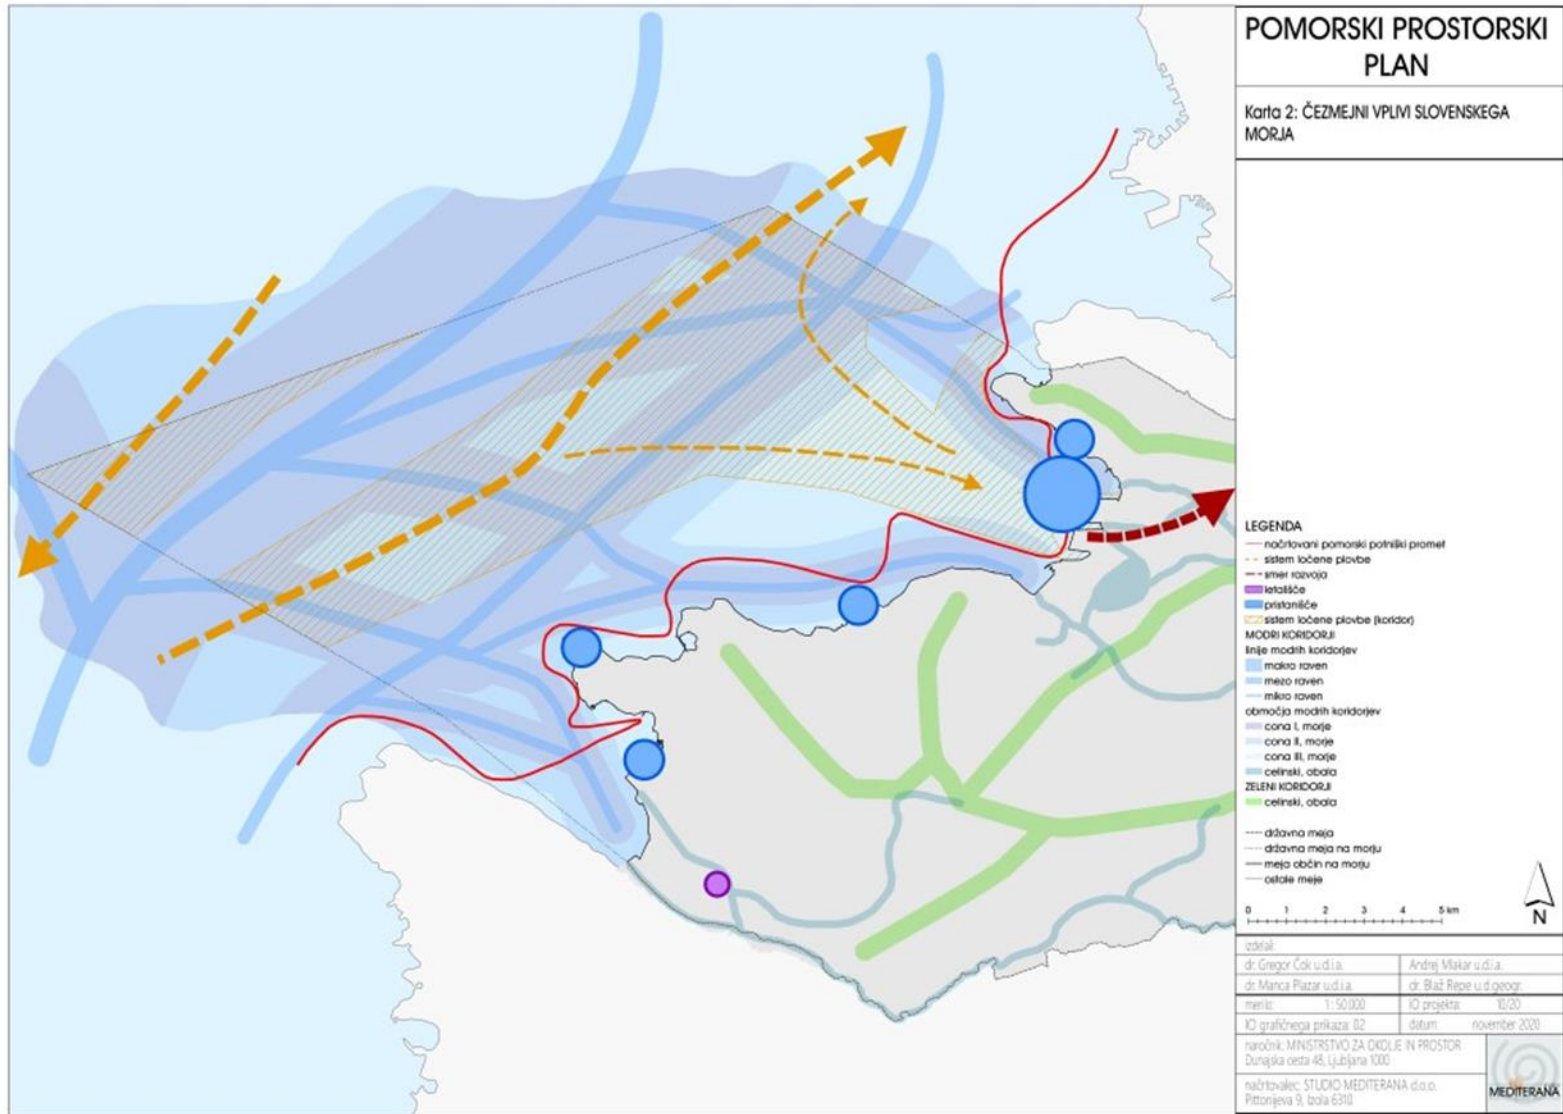 POMORSKI PROSTORSKI
PLAN
Karta 2: ČEZMEJNI VPLIVI SLOVENSKEGA
MORJA
LEGENDA
načrtovani pomorski potniški promet
sistem ločene plovbe
smer razvoja
letališče
pristanišče
sistem ločene plovbe (koridor)
MODRI KORIDORJI
linije modrih koridorjev
makro raven
mezo raven
mikro raven
območja modrih koridorjev
cona I, morje
cona II, morje
cona III, morje
celinski, obala
ZELENI KORIDORJI
celinski, obala
državna meja
državna meja na morju
meja občin na morju
ostale meje
0 1 2 3 4 5 km
N
izdelal:
dr. Gregor Čok u.d.i.a. Andrej Mlakar u.d.i.a.
dr. Manca Plazar u.d.i.a. dr. Blaž Repe u.d.geogr.
merilo: 1 : 50.000 ID projekta: 10/20
ID grafičnega prikaza: 02 datum: november 2020
naročnik: MINISTRSTVO ZA OKOLJE IN PROSTOR
Dunajska cesta 48, Ljubljana 1000
načrtovalec: STUDIO MEDITERANA d.o.o.
Pittonijeva 9, Izola 6310
MEDITERANA